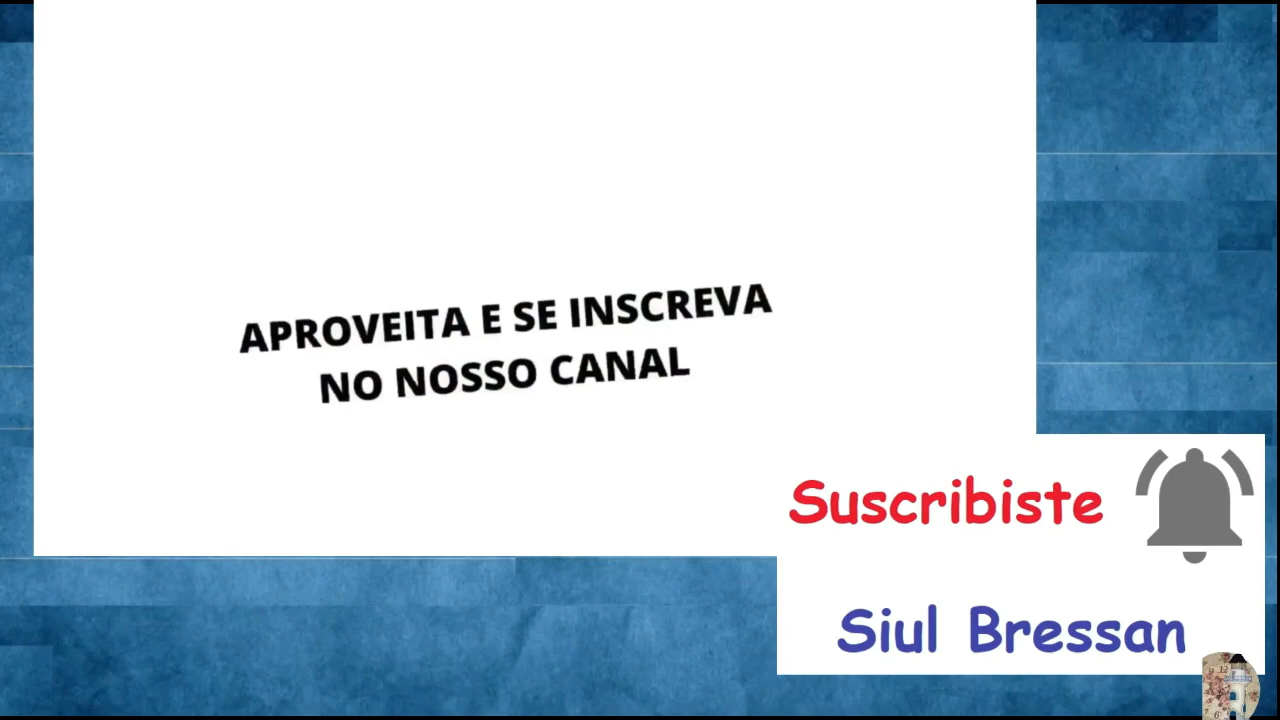 APROVEITA E SE INSCREVA
NO NOSSO CANAL
Suscribiste
Siul Bressan